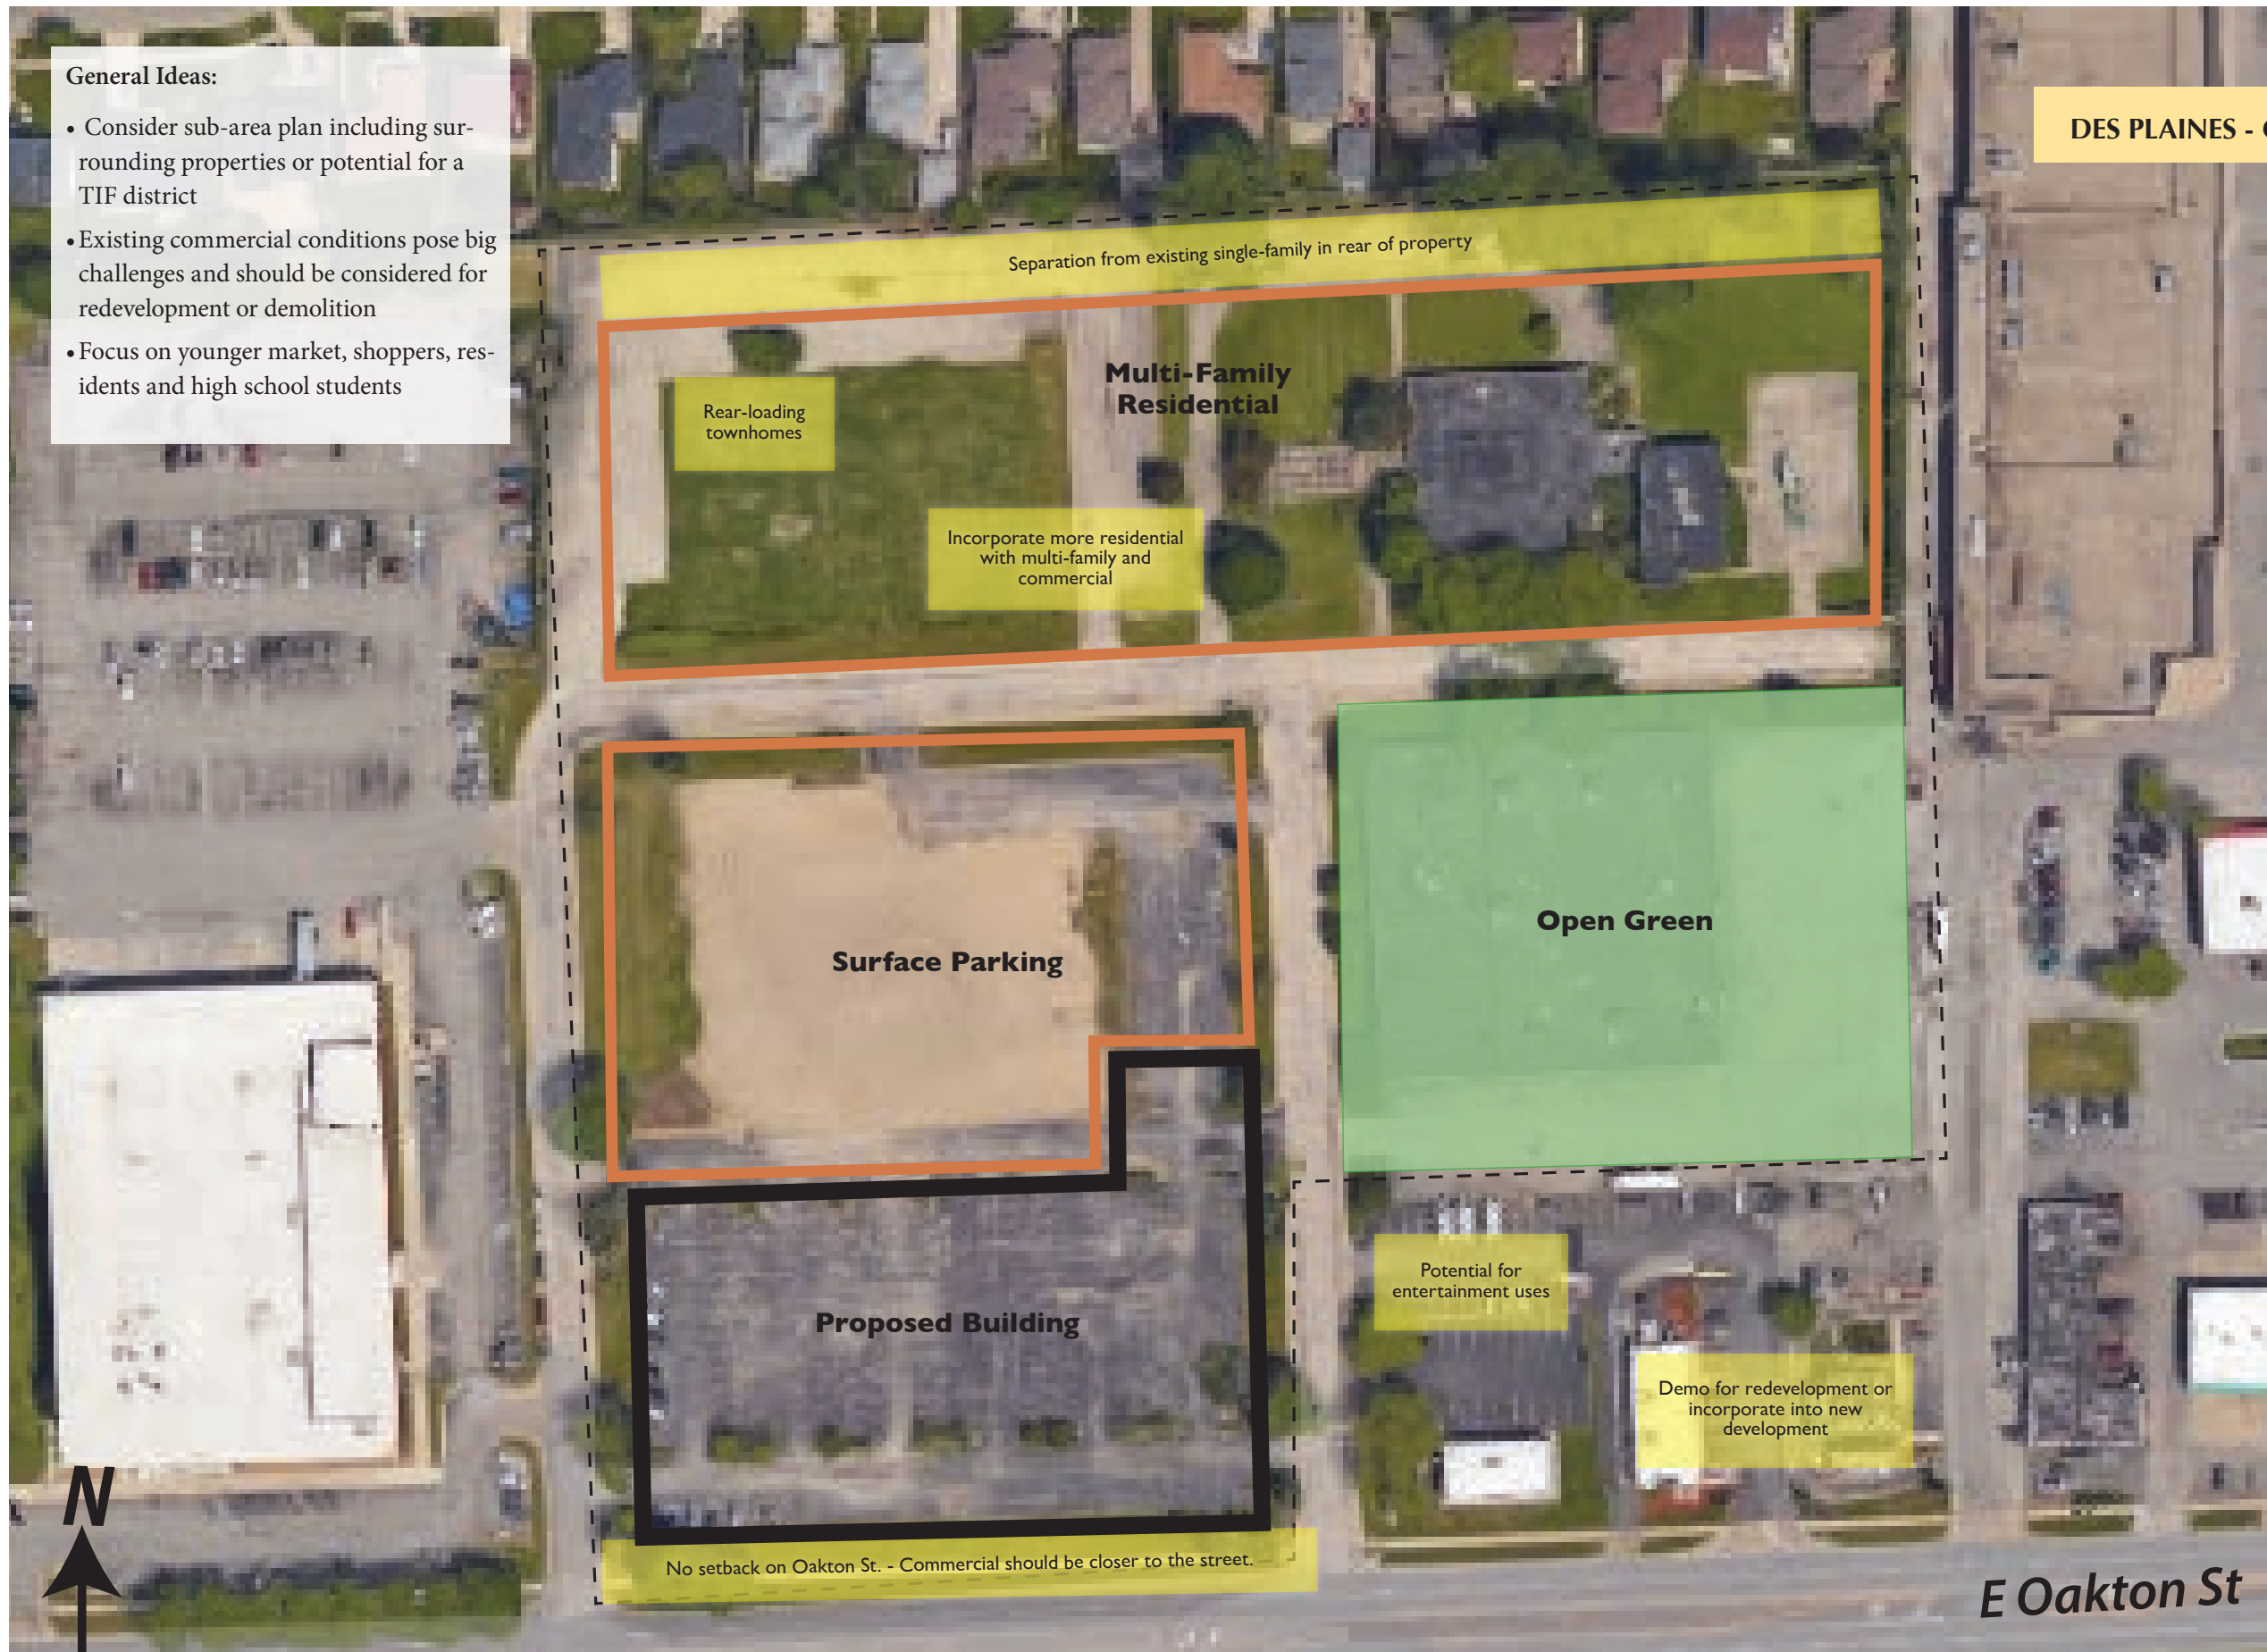 General Ideas:
• Consider sub-area plan including sur-
rounding properties or potential for a
TIF district
• Existing commercial conditions pose big
challenges and should be considered for
redevelopment or demolition
• Focus on younger market, shoppers, res-
idents and high school students
DES PLAINES -
Separation from existing single-family in rear of property
Multi-Family
Residential
Rear-loading
townhomes
Incorporate more residential
with multi-family and
commercial
Surface Parking
Open Green
Potential for
entertainment uses
Proposed Building
Demo for redevelopment or
incorporate into new
development
No setback on Oakton St. - Commercial should be closer to the street.
N
E Oakton St